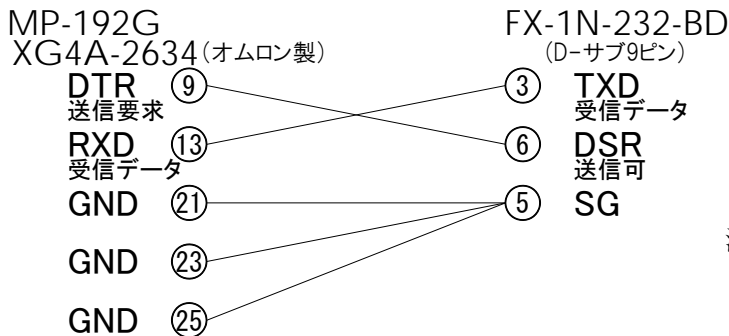 MP-192G
XG4A-2634(オムロン製)
FX-1N-232-BD
(D-サブ9ピン)
DTR ⑨
送信要求
③ TXD
受信データ
RXD ⑬
受信データ
⑥ DSR
送信可
GND ㉑
⑤ SG
GND ㉓
GND ㉕